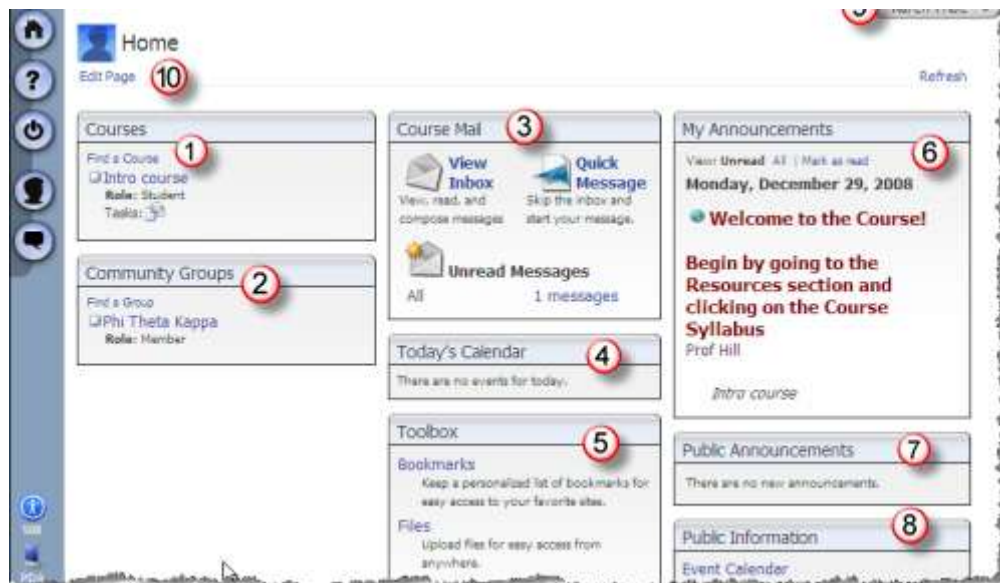 Home
Edit Page
10
Refresh
Courses
1
Find a Course
Intro course
Role: Student
Tasks:
Community Groups
2
Find a Group
Phi Theta Kappa
Role: Member
Course Mail
3
View Inbox
View, read, and
compose messages
Quick
Message
Skip the inbox and
start your message.
Unread Messages
All
1 messages
Today's Calendar
4
There are no events for today.
Toolbox
5
Bookmarks
Keep a personalized list of bookmarks for
easy access to your favorite sites.
Files
Upload files for easy access from
anywhere.
My Announcements
6
View: Unread All | Mark as read
Monday, December 29, 2008
Welcome to the Course!
Begin by going to the
Resources section and
clicking on the Course
Syllabus
Prof Hill
Intro course
Public Announcements
7
There are no new announcements.
Public Information
8
Event Calendar